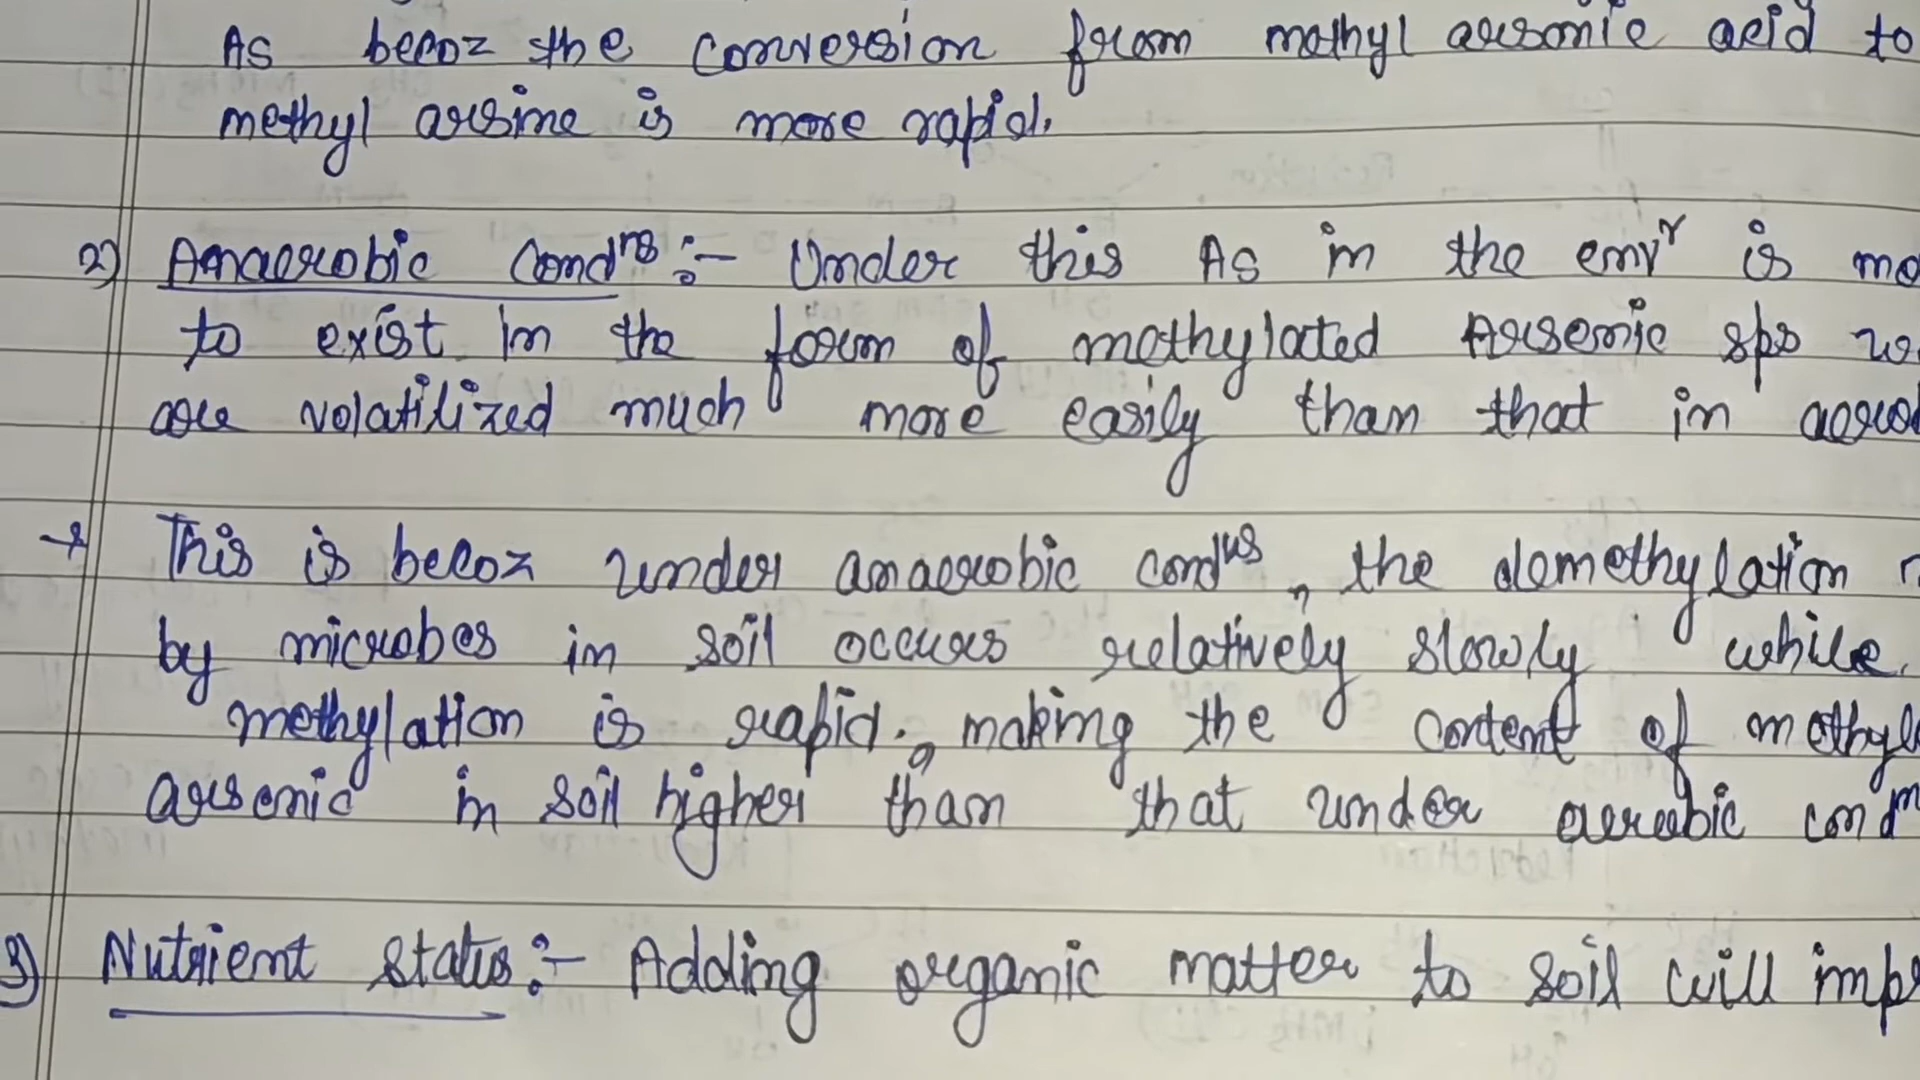 As becoz the conversion from methyl arsonic acid to
methyl arsine is more rapid.
2) Anaerobic Condns :- Under this As in the envr is mo
to exist in the form of methylated Arsenic sps
are volatilized much more easily than that in aerob
→ This is becoz under anaerobic condns, the demethylation
by microbes in soil occurs relatively slowly while
methylation is rapid, making the content of methyl
arsenic in soil higher than that under aerobic condn
3) Nutrient status :- Adding organic matter to soil will imp